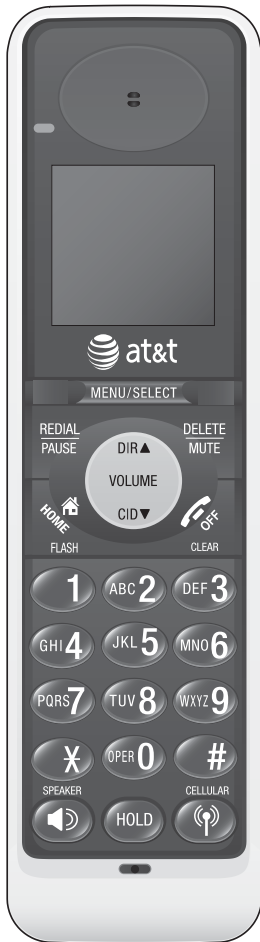 at&t
MENU/SELECT
REDIAL DELETE
PAUSE MUTE
DIR▲
VOLUME
CID▼
HOME OFF
FLASH CLEAR
1 ABC 2 DEF 3
GHI 4 JKL 5 MNO 6
PQRS 7 TUV 8 WXYZ 9
* OPER 0 #
SPEAKER CELLULAR
HOLD